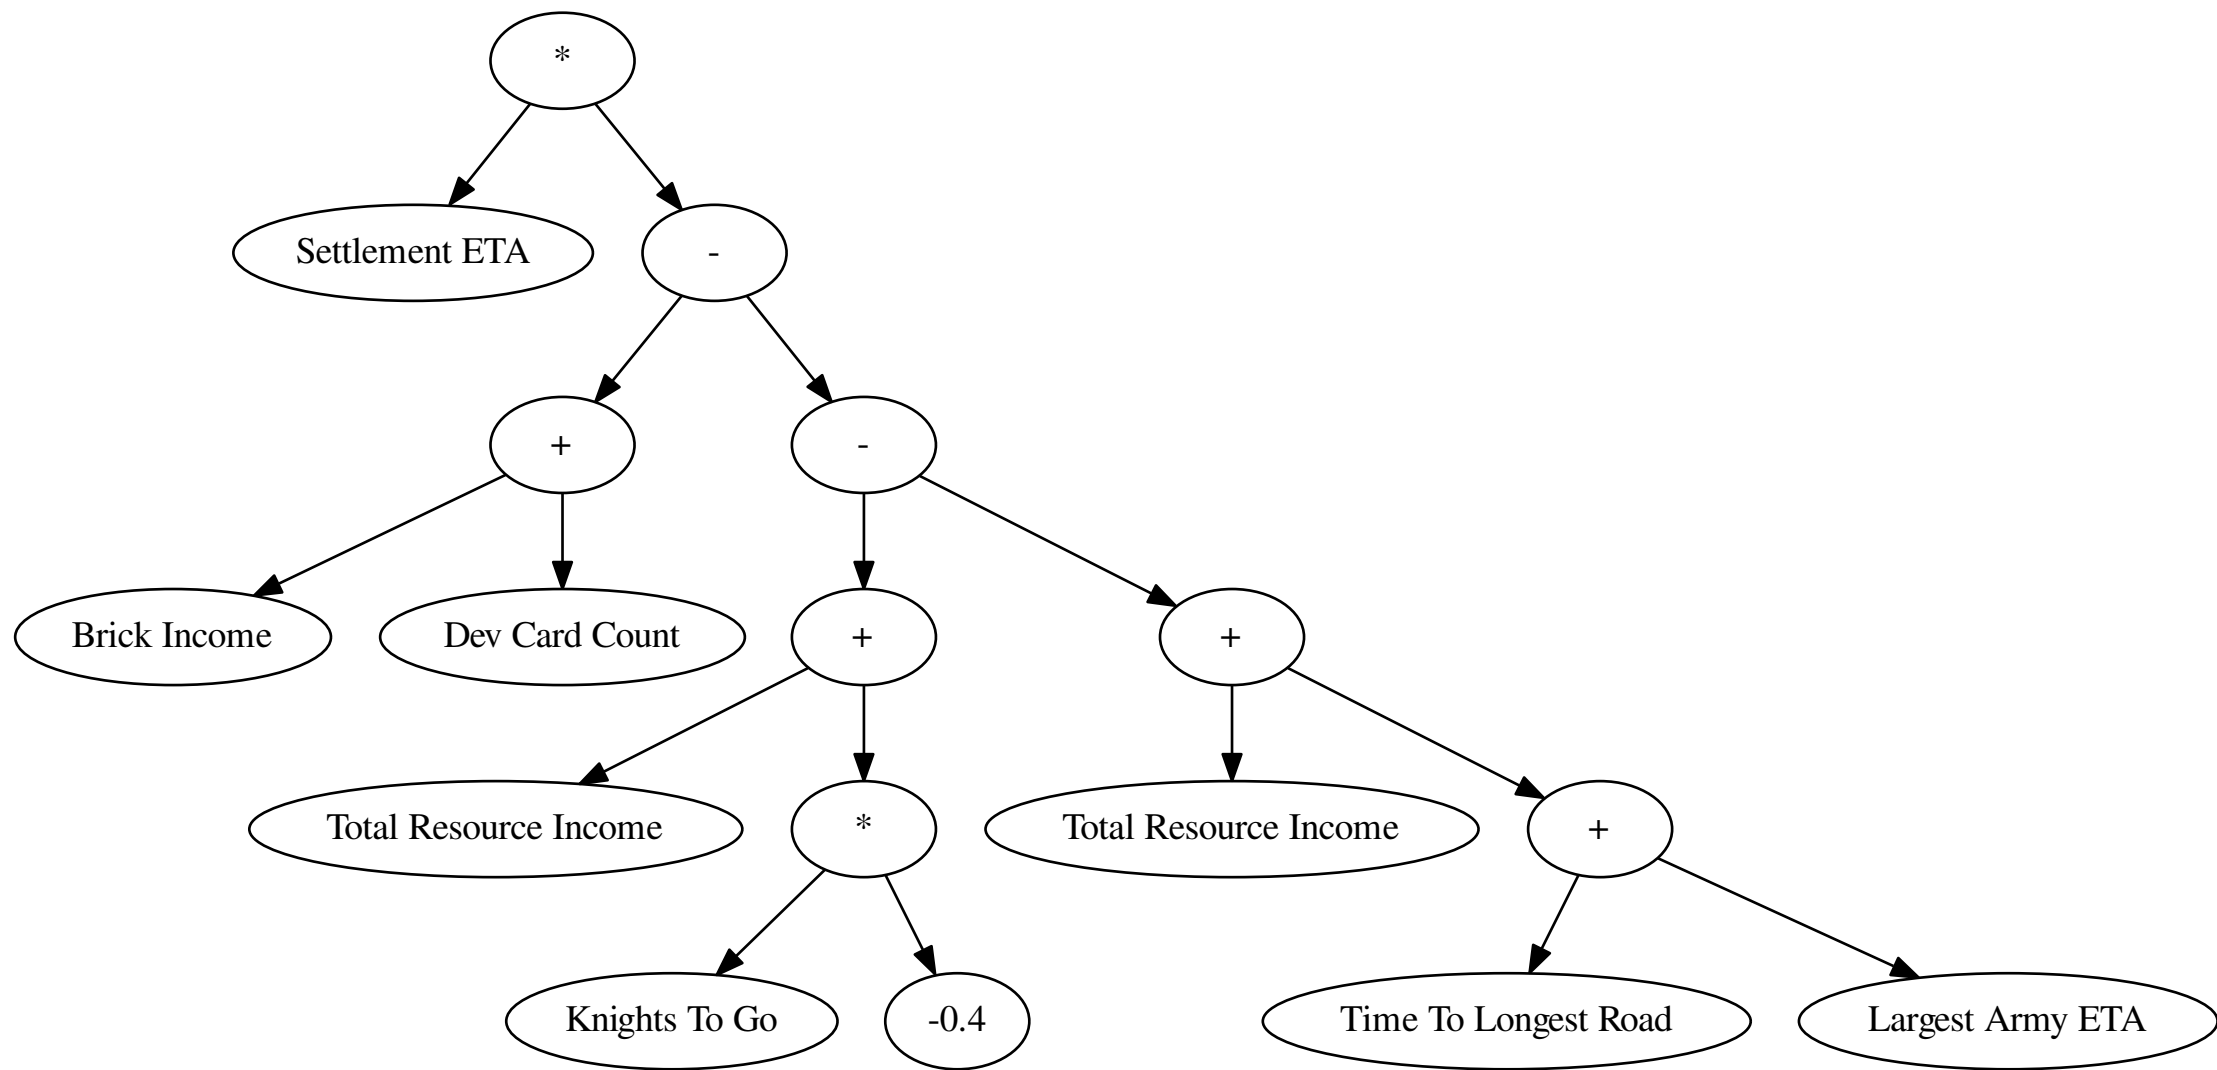 *
Settlement ETA
-
+
-
Brick Income
Dev Card Count
+
+
Total Resource Income
*
Total Resource Income
+
Knights To Go
-0.4
Time To Longest Road
Largest Army ETA